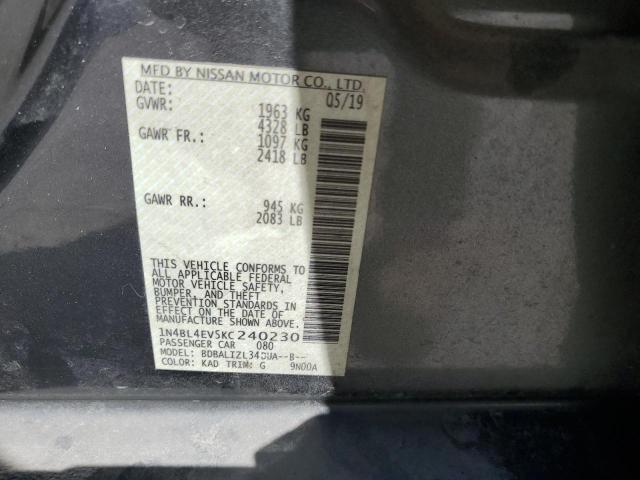 MFD BY NISSAN MOTOR CO., LTD.
DATE: 05/19
GVWR: 1963 KG
4328 LB
GAWR FR.: 1097 KG
2418 LB
GAWR RR.: 945 KG
2083 LB
THIS VEHICLE CONFORMS TO
ALL APPLICABLE FEDERAL
MOTOR VEHICLE SAFETY,
BUMPER, AND THEFT
PREVENTION STANDARDS IN
EFFECT ON THE DATE OF
MANUFACTURE SHOWN ABOVE.
1N4BL4EV5KC240230
PASSENGER CAR 080
MODEL:
COLOR: KAD TRIM: G 9N00A